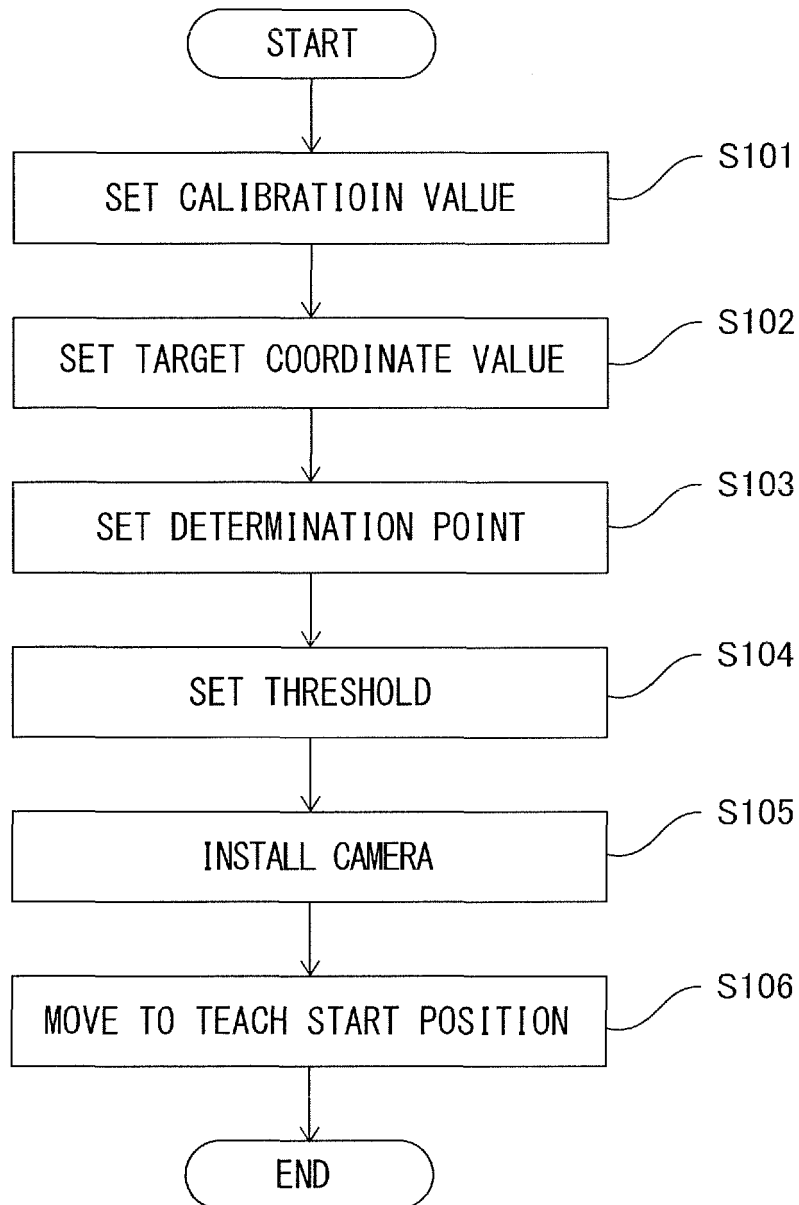 START
SET CALIBRATIOIN VALUE
S101
SET TARGET COORDINATE VALUE
S102
SET DETERMINATION POINT
S103
SET THRESHOLD
S104
INSTALL CAMERA
S105
MOVE TO TEACH START POSITION
S106
END